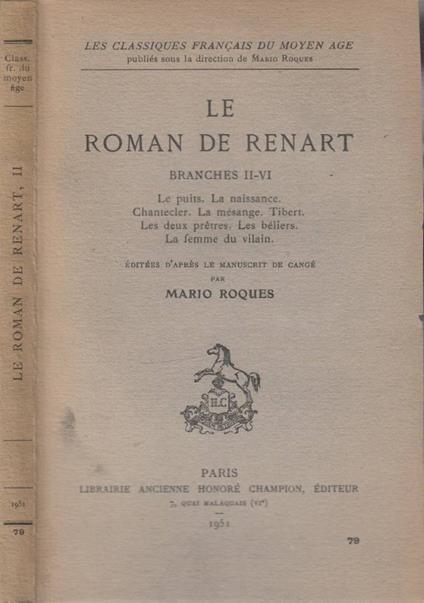 Class.
fr. du
moyen
âge
LE ROMAN DE RENART, II
1951
79
LES CLASSIQUES FRANÇAIS DU MOYEN AGE
publiés sous la direction de MARIO ROQUES
LE
ROMAN DE RENART
BRANCHES II-VI
Le puits. La naissance.
Chantecler. La mésange. Tibert.
Les deux prêtres. Les béliers.
La femme du vilain.
ÉDITÉES D'APRÈS LE MANUSCRIT DE CANGÉ
PAR
MARIO ROQUES
H.C
PARIS
LIBRAIRIE ANCIENNE HONORÉ CHAMPION, ÉDITEUR
7, QUAI MALAQUAIS (VIᵉ)
1951
79